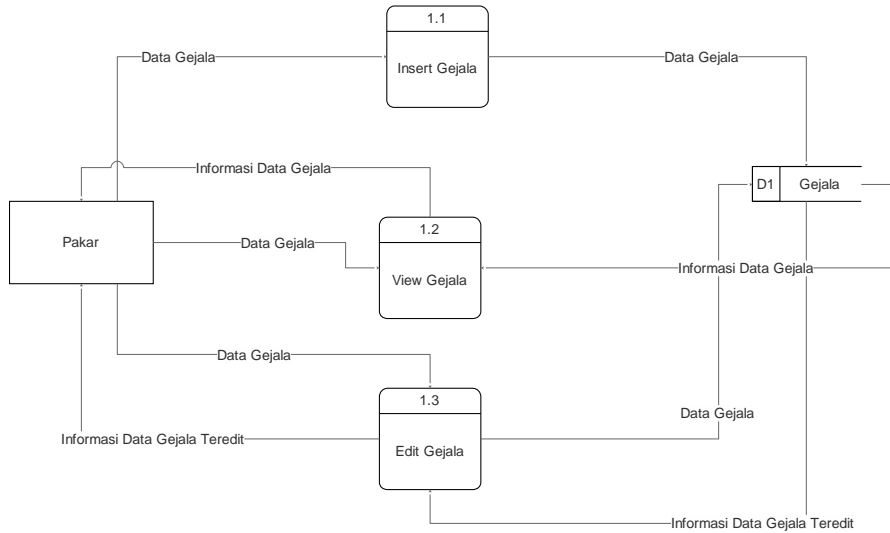 1.1
Data Gejala
Insert Gejala
Data Gejala
Informasi Data Gejala
D1
Gejala
Pakar
Data Gejala
1.2
View Gejala
Informasi Data Gejala
Data Gejala
1.3
Data Gejala
Informasi Data Gejala Teredit
Edit Gejala
Informasi Data Gejala Teredit